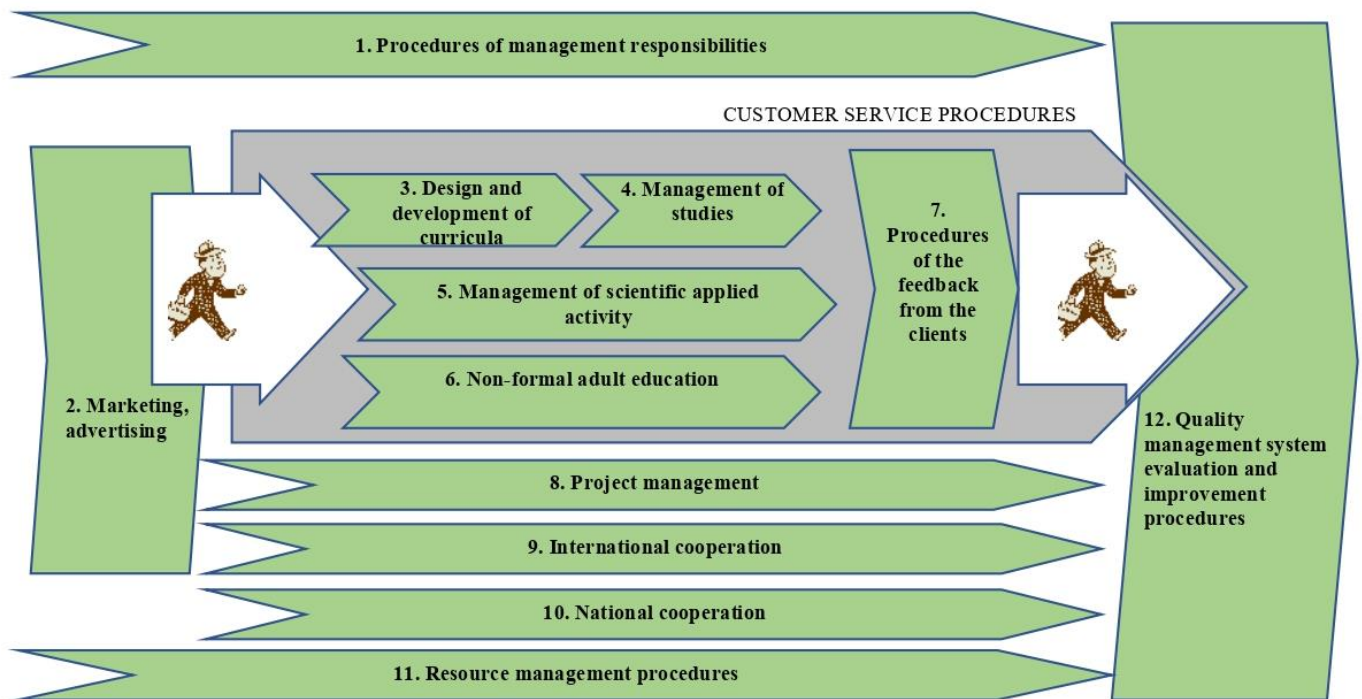 1. Procedures of management responsibilities
CUSTOMER SERVICE PROCEDURES
2. Marketing,
advertising
3. Design and
development of
curricula
4. Management of
studies
5. Management of scientific applied
activity
6. Non-formal adult education
7.
Procedures
of the
feedback
from the
clients
8. Project management
9. International cooperation
10. National cooperation
11. Resource management procedures
12. Quality
management system
evaluation and
improvement
procedures